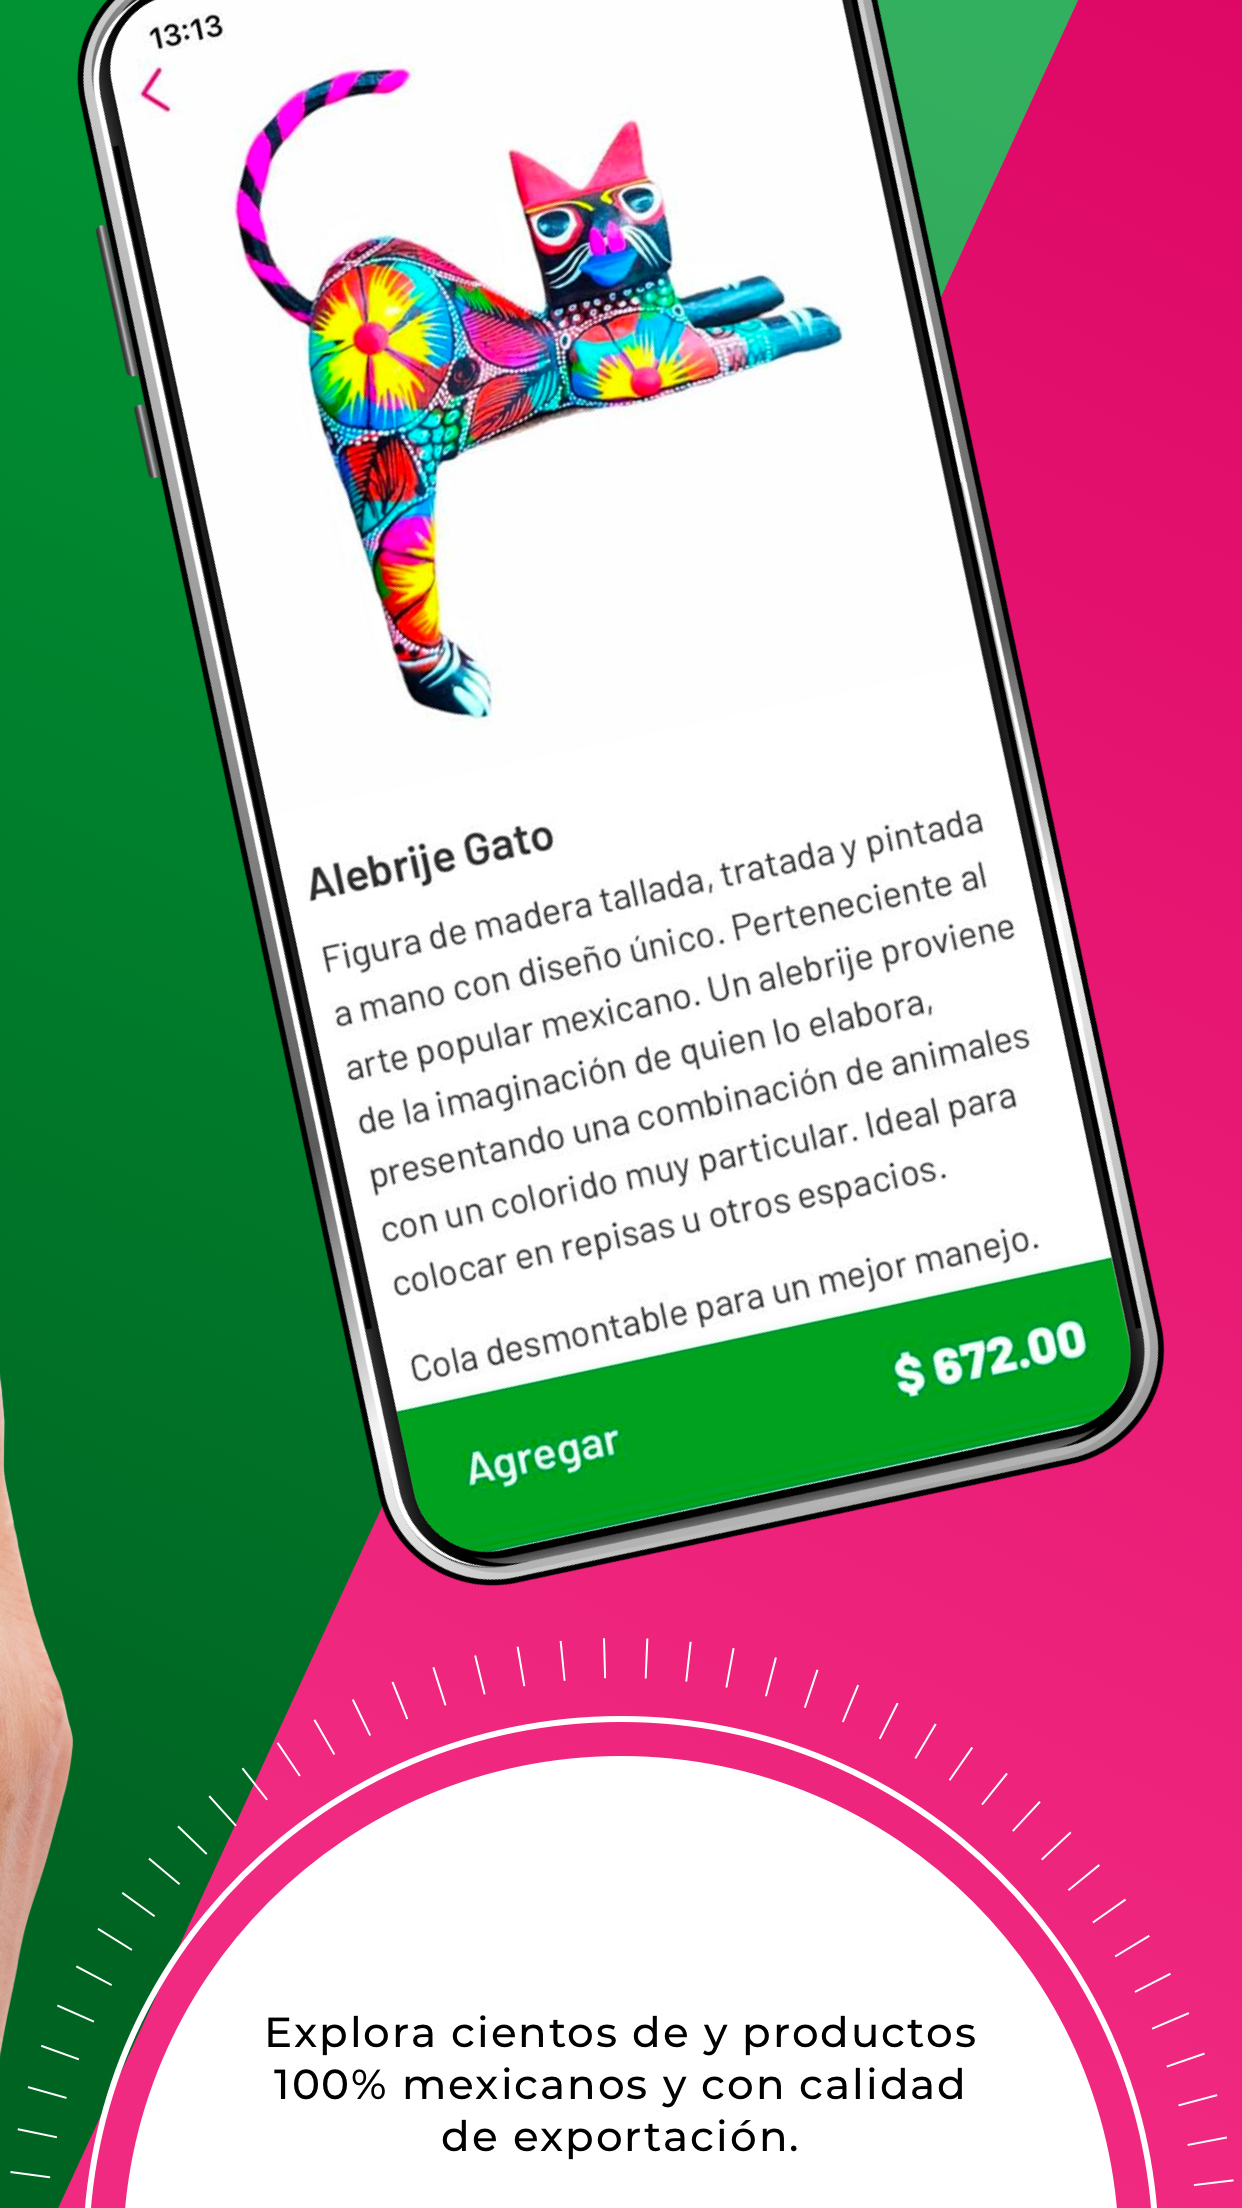 13:13
Alebrije Gato
Figura de madera tallada, tratada y pintada
a mano con diseño único. Perteneciente al
arte popular mexicano. Un alebrije proviene
de la imaginación de quien lo elabora,
presentando una combinación de animales
con un colorido muy particular. Ideal para
colocar en repisas u otros espacios.
Cola desmontable para un mejor manejo.
$ 672.00
Agregar
Explora cientos de y productos
100% mexicanos y con calidad
de exportación.